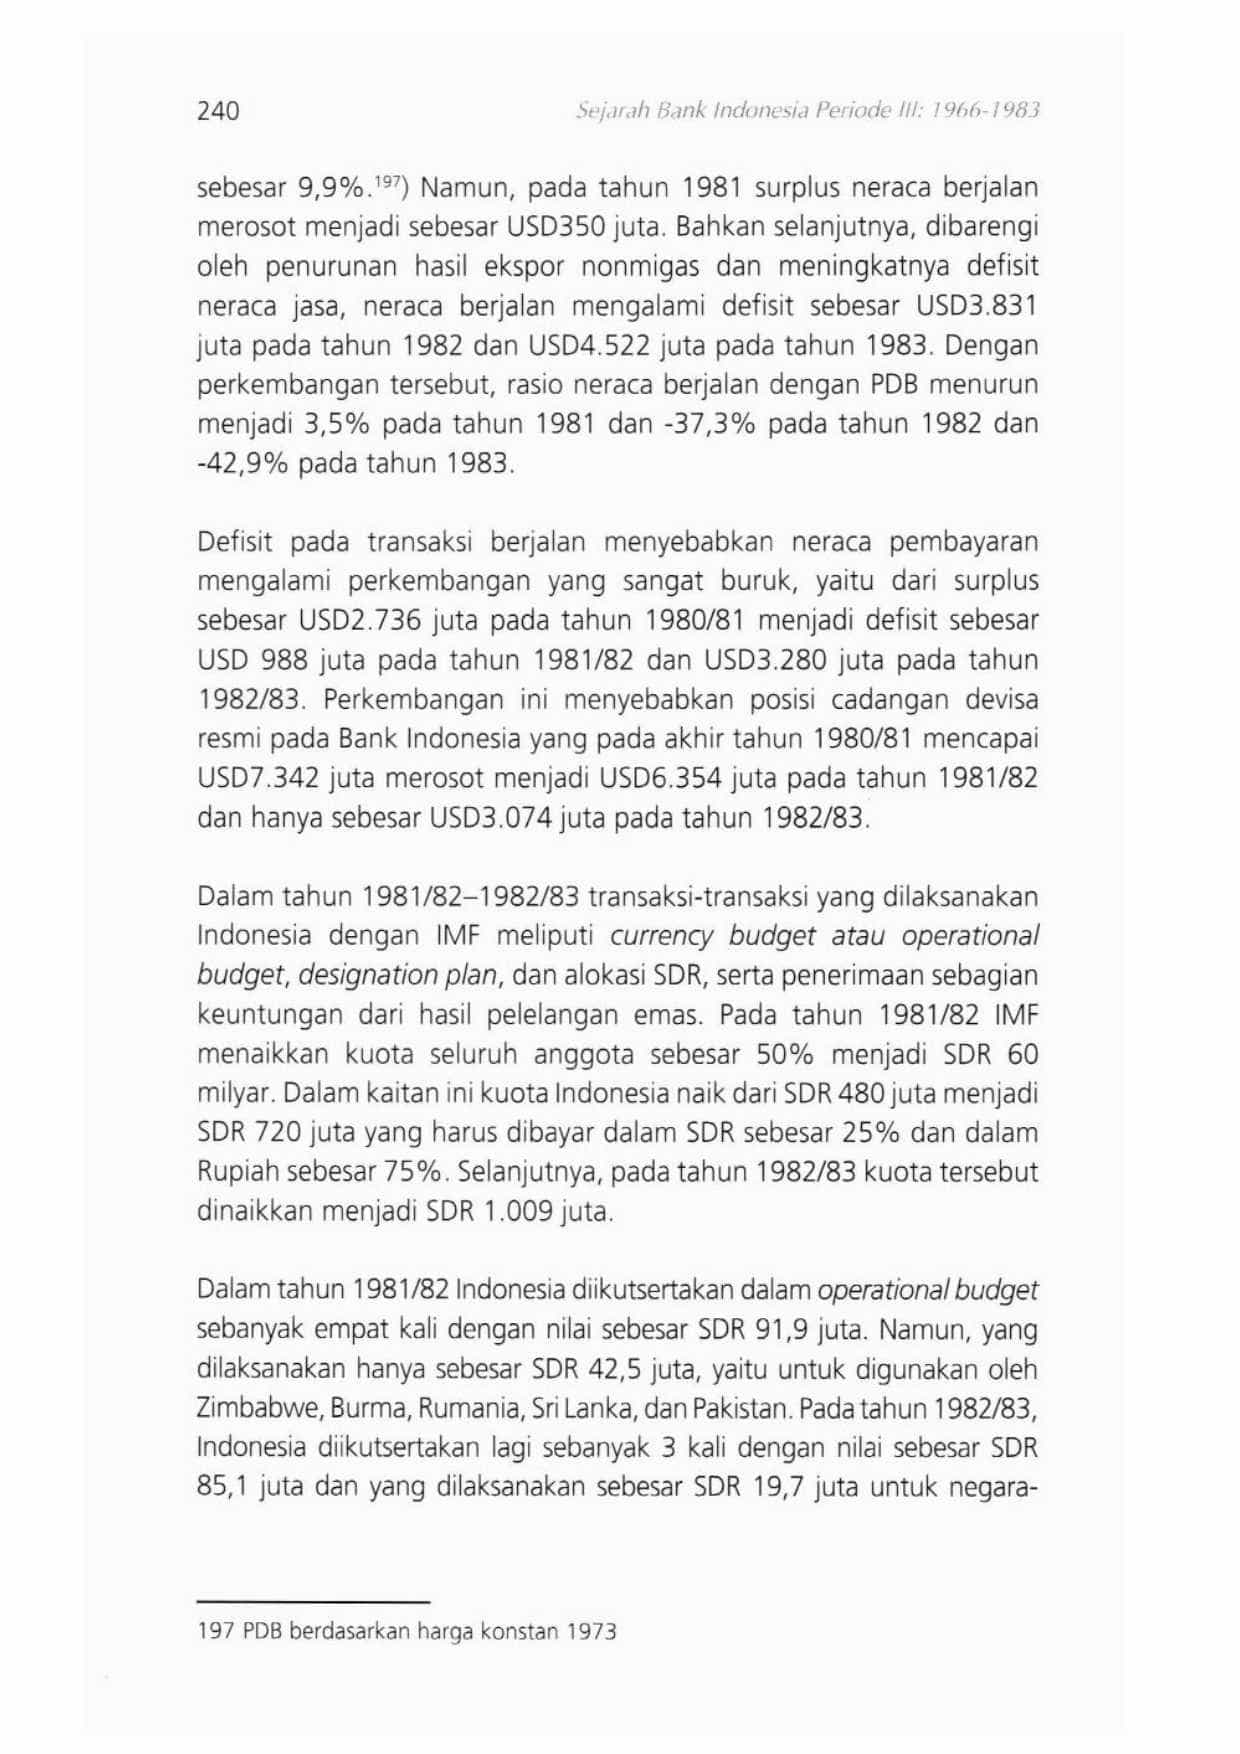 240
Sejarah Bank Indonesia Periode III: 1966-1983
sebesar 9,9%.¹⁹⁷) Namun, pada tahun 1981 surplus neraca berjalan
merosot menjadi sebesar USD350 juta. Bahkan selanjutnya, dibarengi
oleh penurunan hasil ekspor nonmigas dan meningkatnya defisit
neraca jasa, neraca berjalan mengalami defisit sebesar USD3.831
juta pada tahun 1982 dan USD4.522 juta pada tahun 1983. Dengan
perkembangan tersebut, rasio neraca berjalan dengan PDB menurun
menjadi 3,5% pada tahun 1981 dan -37,3% pada tahun 1982 dan
-42,9% pada tahun 1983.
Defisit pada transaksi berjalan menyebabkan neraca pembayaran
mengalami perkembangan yang sangat buruk, yaitu dari surplus
sebesar USD2.736 juta pada tahun 1980/81 menjadi defisit sebesar
USD 988 juta pada tahun 1981/82 dan USD3.280 juta pada tahun
1982/83. Perkembangan ini menyebabkan posisi cadangan devisa
resmi pada Bank Indonesia yang pada akhir tahun 1980/81 mencapai
USD7.342 juta merosot menjadi USD6.354 juta pada tahun 1981/82
dan hanya sebesar USD3.074 juta pada tahun 1982/83.
Dalam tahun 1981/82–1982/83 transaksi-transaksi yang dilaksanakan
Indonesia dengan IMF meliputi currency budget atau operational
budget, designation plan, dan alokasi SDR, serta penerimaan sebagian
keuntungan dari hasil pelelangan emas. Pada tahun 1981/82 IMF
menaikkan kuota seluruh anggota sebesar 50% menjadi SDR 60
milyar. Dalam kaitan ini kuota Indonesia naik dari SDR 480 juta menjadi
SDR 720 juta yang harus dibayar dalam SDR sebesar 25% dan dalam
Rupiah sebesar 75%. Selanjutnya, pada tahun 1982/83 kuota tersebut
dinaikkan menjadi SDR 1.009 juta.
Dalam tahun 1981/82 Indonesia diikutsertakan dalam operational budget
sebanyak empat kali dengan nilai sebesar SDR 91,9 juta. Namun, yang
dilaksanakan hanya sebesar SDR 42,5 juta, yaitu untuk digunakan oleh
Zimbabwe, Burma, Rumania, Sri Lanka, dan Pakistan. Pada tahun 1982/83,
Indonesia diikutsertakan lagi sebanyak 3 kali dengan nilai sebesar SDR
85,1 juta dan yang dilaksanakan sebesar SDR 19,7 juta untuk negara-
197 PDB berdasarkan harga konstan 1973